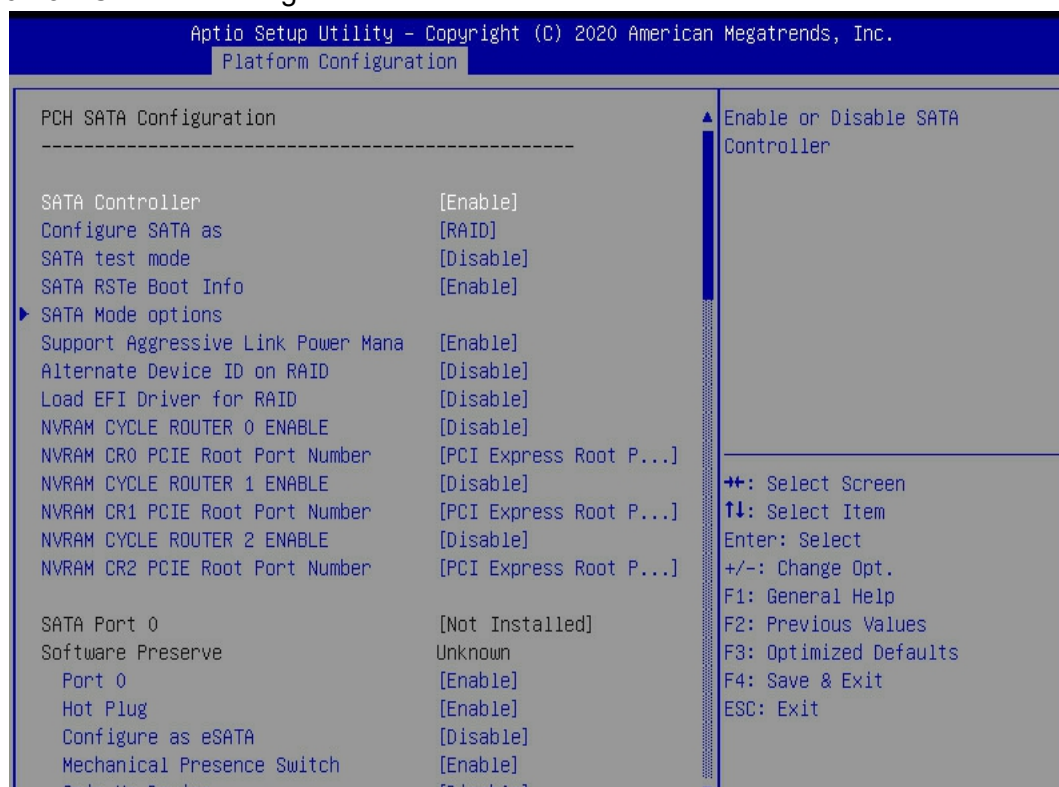 Aptio Setup Utility – Copyright (C) 2020 American Megatrends, Inc.
Platform Configuration
PCH SATA Configuration
--------------------------------------------------
SATA Controller [Enable]
Configure SATA as [RAID]
SATA test mode [Disable]
SATA RSTe Boot Info [Enable]
SATA Mode options
Support Aggressive Link Power Mana [Enable]
Alternate Device ID on RAID [Disable]
Load EFI Driver for RAID [Disable]
NVRAM CYCLE ROUTER 0 ENABLE [Disable]
NVRAM CR0 PCIE Root Port Number [PCI Express Root P...]
NVRAM CYCLE ROUTER 1 ENABLE [Disable]
NVRAM CR1 PCIE Root Port Number [PCI Express Root P...]
NVRAM CYCLE ROUTER 2 ENABLE [Disable]
NVRAM CR2 PCIE Root Port Number [PCI Express Root P...]
SATA Port 0 [Not Installed]
Software Preserve Unknown
Port 0 [Enable]
Hot Plug [Enable]
Configure as eSATA [Disable]
Mechanical Presence Switch [Enable]
Enable or Disable SATA
Controller
→←: Select Screen
↑↓: Select Item
Enter: Select
+/-: Change Opt.
F1: General Help
F2: Previous Values
F3: Optimized Defaults
F4: Save & Exit
ESC: Exit